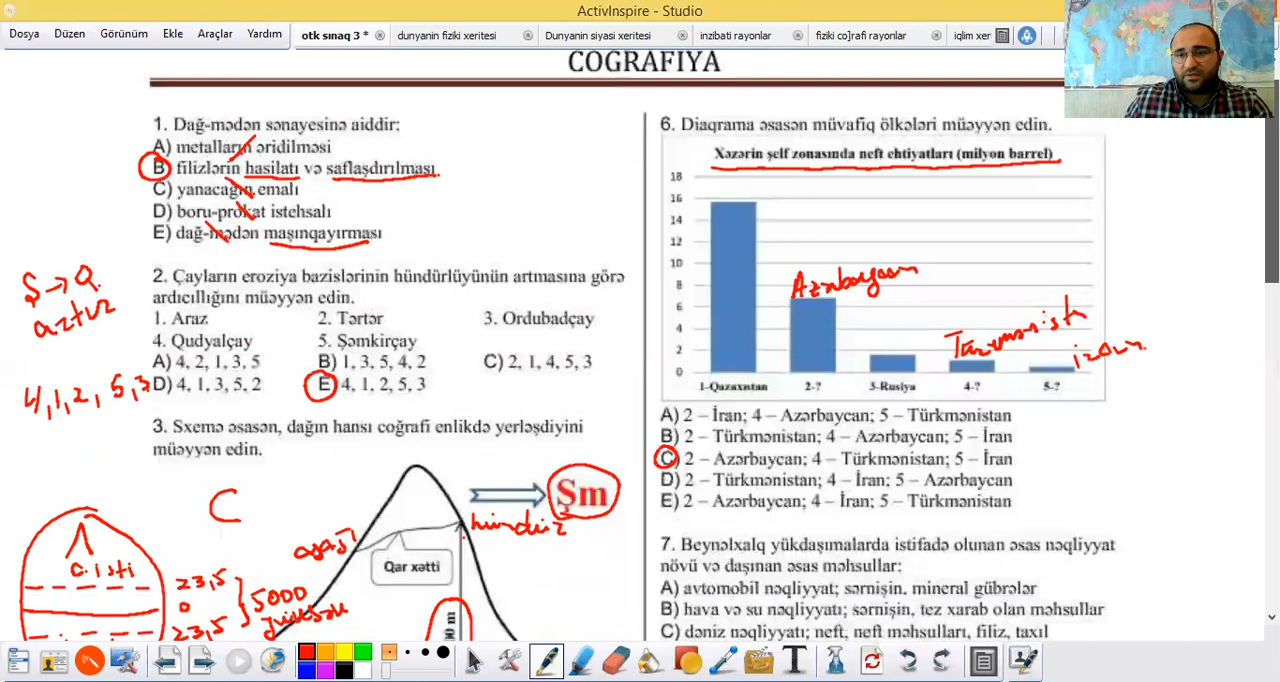 ActivInspire - Studio
Dosya Düzen Görünüm Ekle Araçlar Yardım
otk sınaq 3 *
dunyanin fiziki xeritesi
Dunyanin siyasi xeritesi
inzibati rayonlar
fiziki co]rafi rayonlar
iqlim xer
COĞRAFİYA
1. Dağ-mədən sənayesinə aiddir:
A) metalların əridilməsi
B) filizlərin hasilatı və saflaşdırılması
C) yanacağın emalı
D) boru-prokat istehsalı
E) dağ-mədən maşınqayırması
2. Çayların eroziya bazislərinin hündürlüyünün artmasına görə
ardıcıllığını müəyyən edin.
1. Araz 2. Tərtər 3. Ordubadçay
4. Qudyalçay 5. Şəmkirçay
A) 4, 2, 1, 3, 5 B) 1, 3, 5, 4, 2 C) 2, 1, 4, 5, 3
D) 4, 1, 3, 5, 2 E) 4, 1, 2, 5, 3
Ş → Q
4, 1, 2, 5, 3
3. Sxemə əsasən, dağın hansı coğrafi enlikdə yerləşdiyini
müəyyən edin.
C
Şm
hündür
Qar xətti
isti
23,5
0
23,5
5000
6. Diaqrama əsasən müvafiq ölkələri müəyyən edin.
Xəzərin şelf zonasında neft ehtiyatları (milyon barrel)
18
16
14
12
10
8
6
4
2
0
Azərbaycan
1-Qazaxıstan 2-? 3-Rusiya 4-? 5-?
A) 2 – İran; 4 – Azərbaycan; 5 – Türkmənistan
B) 2 – Türkmənistan; 4 – Azərbaycan; 5 – İran
C) 2 – Azərbaycan; 4 – Türkmənistan; 5 – İran
D) 2 – Türkmənistan; 4 – İran; 5 – Azərbaycan
E) 2 – Azərbaycan; 4 – İran; 5 – Türkmənistan
7. Beynəlxalq yükdaşımalarda istifadə olunan əsas nəqliyyat
növü və daşınan əsas məhsullar:
A) avtomobil nəqliyyat; sərnişin, mineral gübrələr
B) hava və su nəqliyyatı; sərnişin, tez xarab olan məhsullar
C) dəniz nəqliyyatı; neft, neft məhsulları, filiz, taxıl